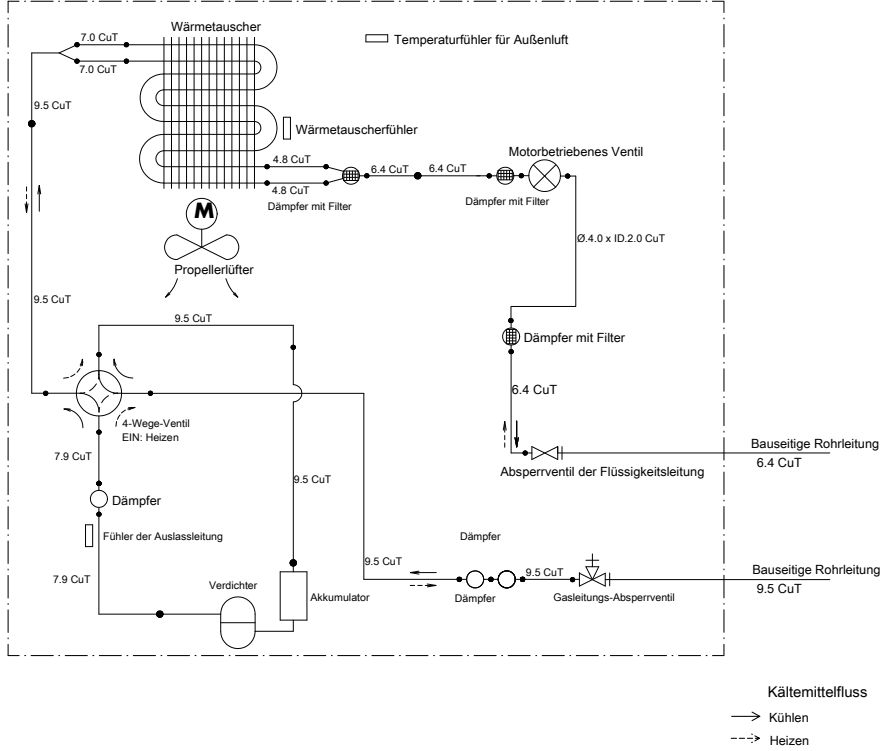 Wärmetauscher
7.0 CuT
7.0 CuT
Temperaturfühler für Außenluft
9.5 CuT
Wärmetauscherfühler
Motorbetriebenes Ventil
4.8 CuT
6.4 CuT
6.4 CuT
4.8 CuT
Dämpfer mit Filter
Dämpfer mit Filter
M
Ø.4.0 x ID.2.0 CuT
Propellerlüfter
9.5 CuT
9.5 CuT
Dämpfer mit Filter
6.4 CuT
4-Wege-Ventil
EIN: Heizen
7.9 CuT
Bauseitige Rohrleitung
6.4 CuT
Absperrventil der Flüssigkeitsleitung
9.5 CuT
Dämpfer
Fühler der Auslassleitung
Dämpfer
9.5 CuT
9.5 CuT
Bauseitige Rohrleitung
9.5 CuT
7.9 CuT
Verdichter
Akkumulator
Dämpfer
Gasleitungs-Absperrventil
Kältemittelfluss
Kühlen
Heizen